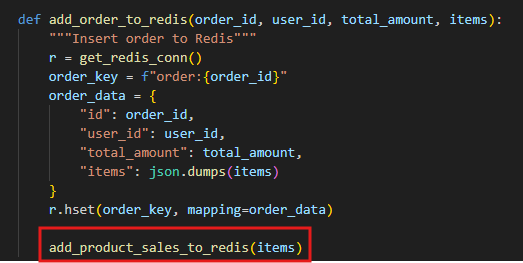 def add_order_to_redis(order_id, user_id, total_amount, items):
    """Insert order to Redis"""
    r = get_redis_conn()
    order_key = f"order:{order_id}"
    order_data = {
        "id": order_id,
        "user_id": user_id,
        "total_amount": total_amount,
        "items": json.dumps(items)
    }
    r.hset(order_key, mapping=order_data)
    add_product_sales_to_redis(items)